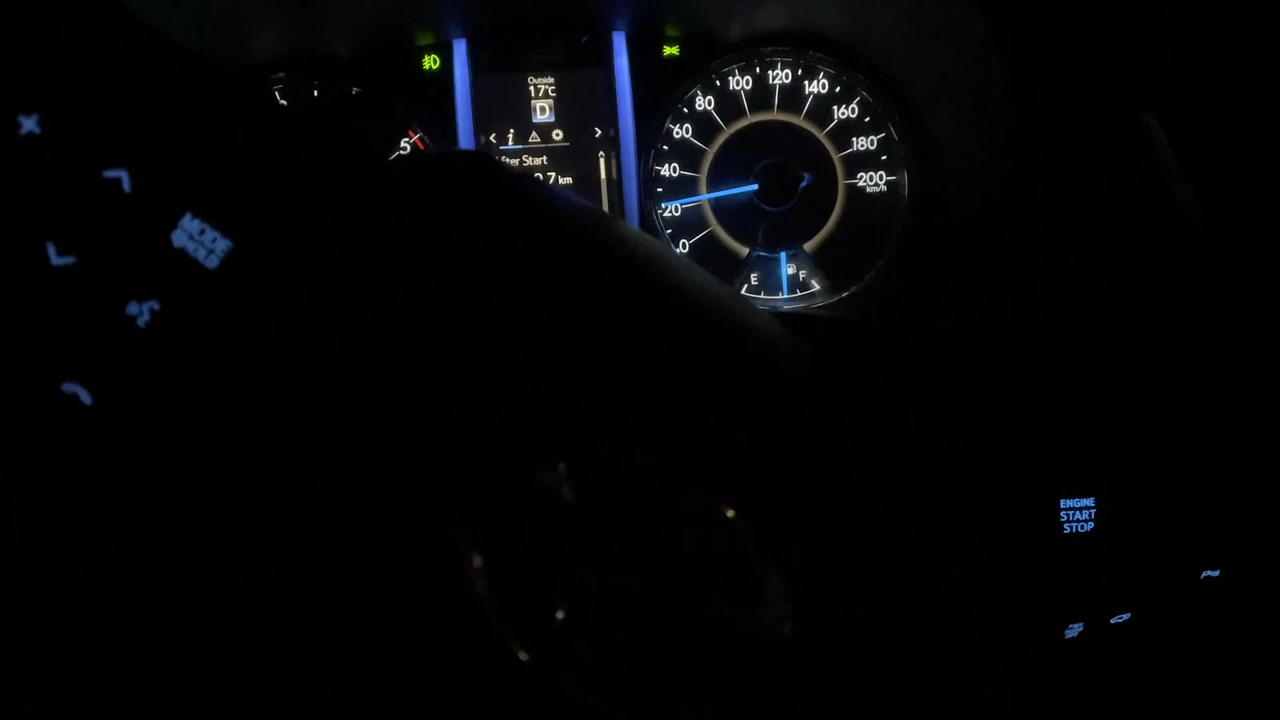 Outside
17°C
D
fter Start
7 km
5
0
20
40
60
80
100
120
140
160
180
200
km/h
E
F
MODE
ENGINE
START
STOP